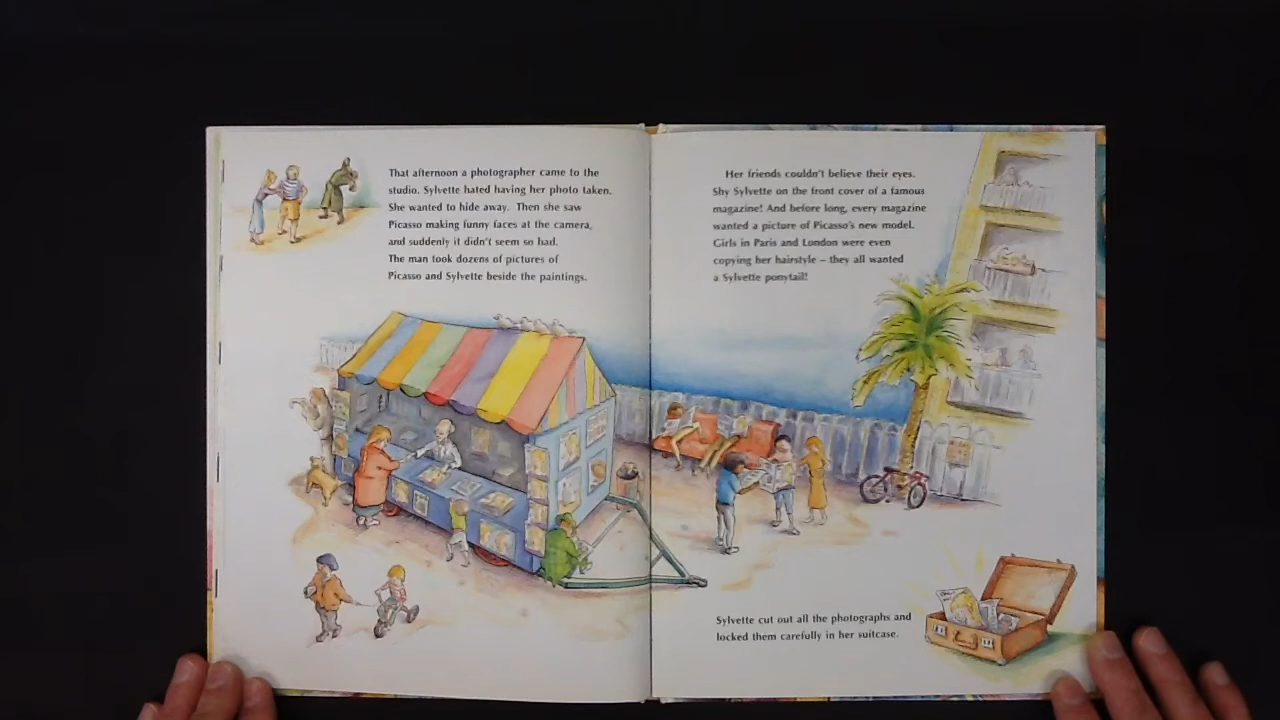 That afternoon a photographer came to the
studio. Sylvette hated having her photo taken.
She wanted to hide away. Then she saw
Picasso making funny faces at the camera,
and suddenly it didn't seem so bad.
The man took dozens of pictures of
Picasso and Sylvette beside the paintings.
Her friends couldn't believe their eyes.
Shy Sylvette on the front cover of a famous
magazine! And before long, every magazine
wanted a picture of Picasso's new model.
Girls in Paris and London were even
copying her hairstyle – they all wanted
a Sylvette ponytail!
Sylvette cut out all the photographs and
locked them carefully in her suitcase.